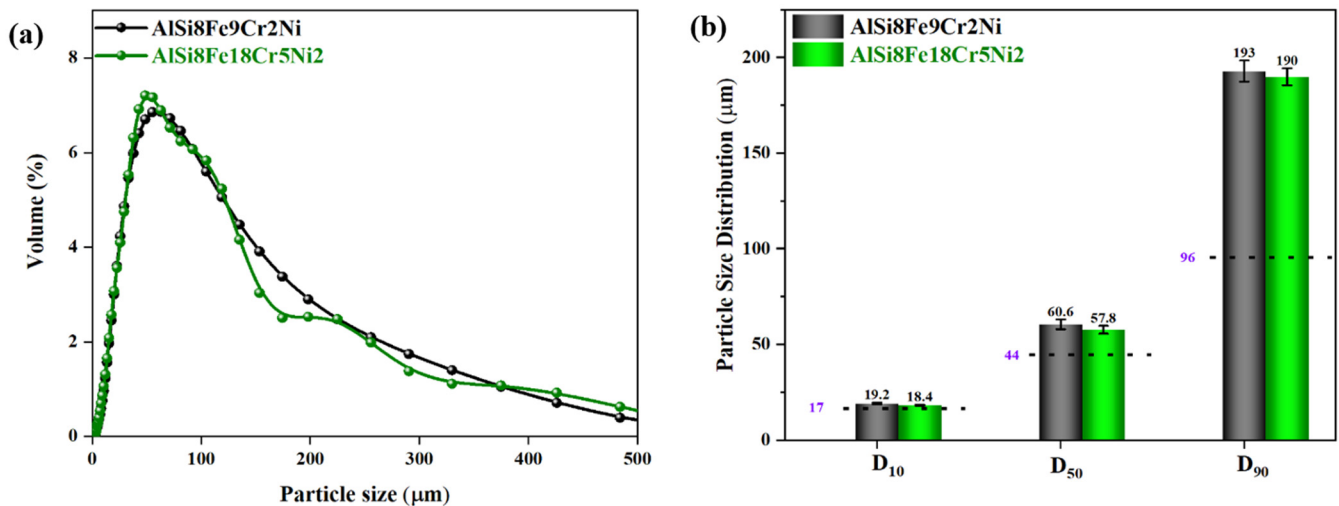 (a)
AlSi8Fe9Cr2Ni
AlSi8Fe18Cr5Ni2
8
6
4
2
0
Volume (%)
0 100 200 300 400 500
Particle size (μm)
(b)
AlSi8Fe9Cr2Ni
AlSi8Fe18Cr5Ni2
200
150
100
50
0
Particle Size Distribution (μm)
193 190
96
60.6 57.8
44
19.2 18.4
17
D10 D50 D90